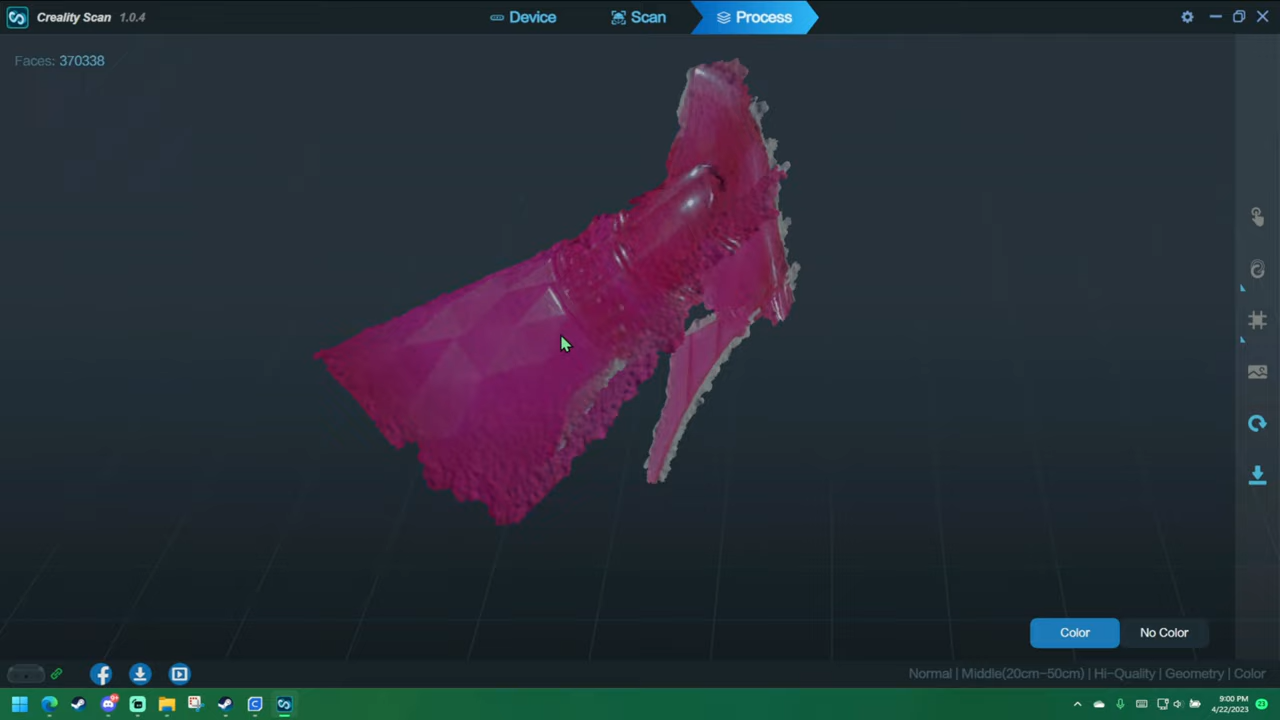 Creality Scan 1.0.4
Device
Scan
Process
Faces: 370338
Color
No Color
Normal | Middle(20cm-50cm) | Hi-Quality | Geometry | Color
9:00 PM
4/22/2023
23